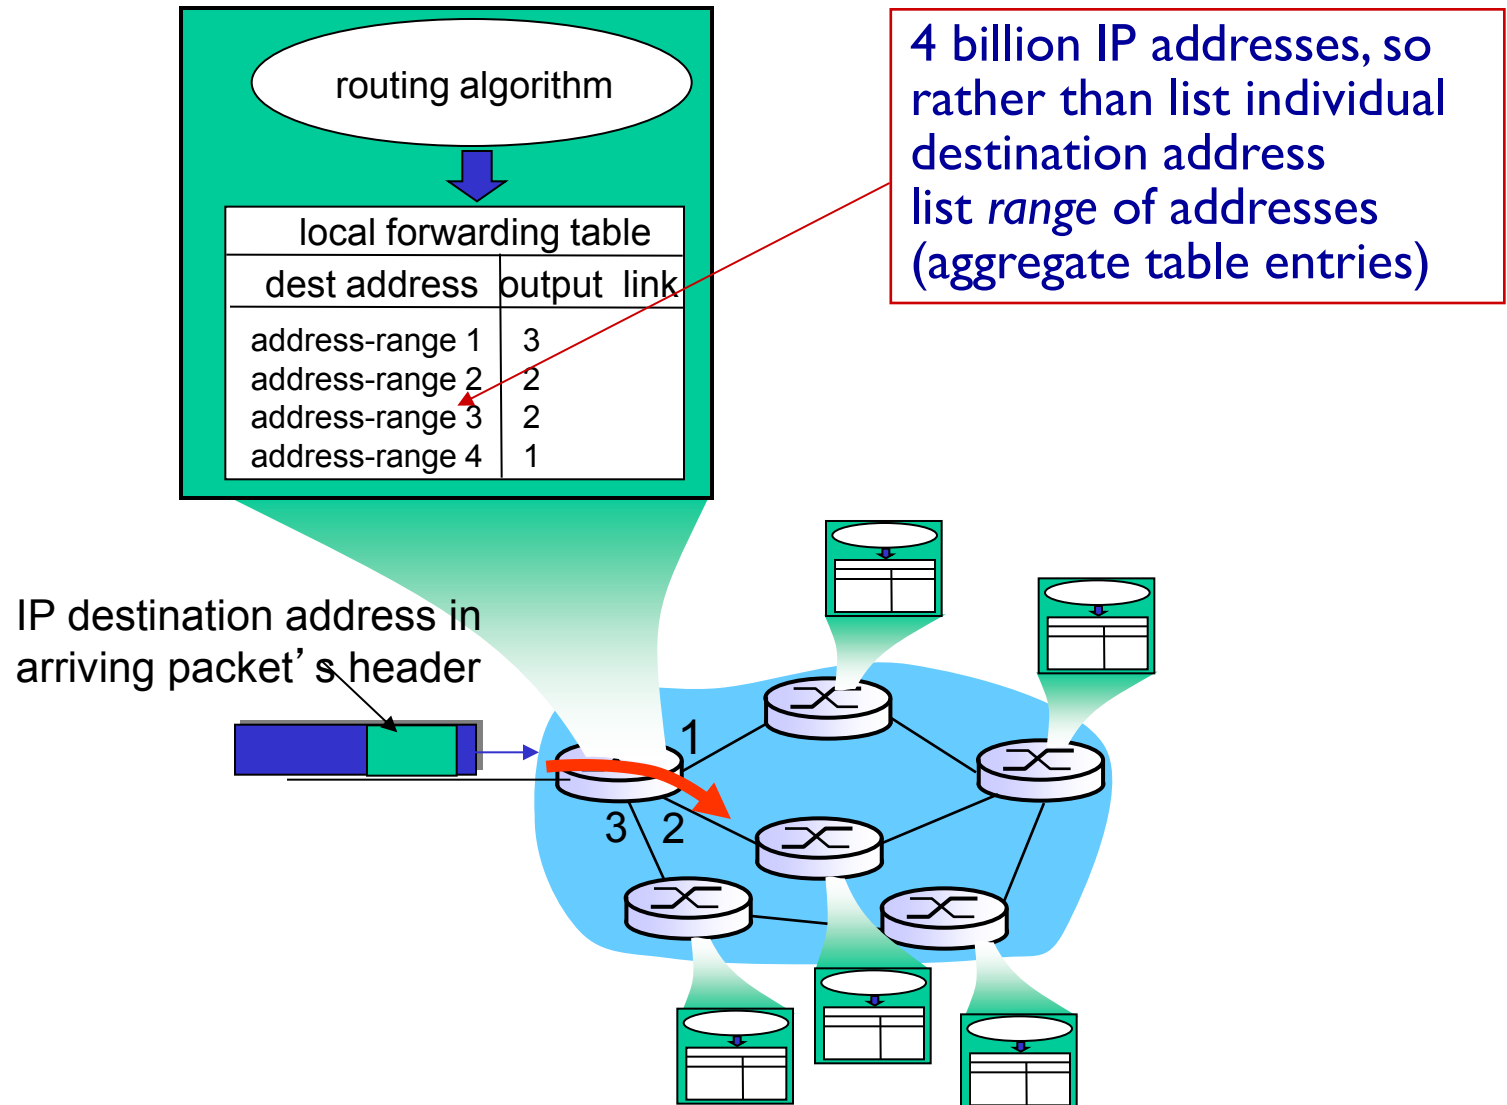 routing algorithm
local forwarding table
dest address output link
address-range 1 3
address-range 2 2
address-range 3 2
address-range 4 1
4 billion IP addresses, so
rather than list individual
destination address
list range of addresses
(aggregate table entries)
IP destination address in
arriving packet's header
1
3 2